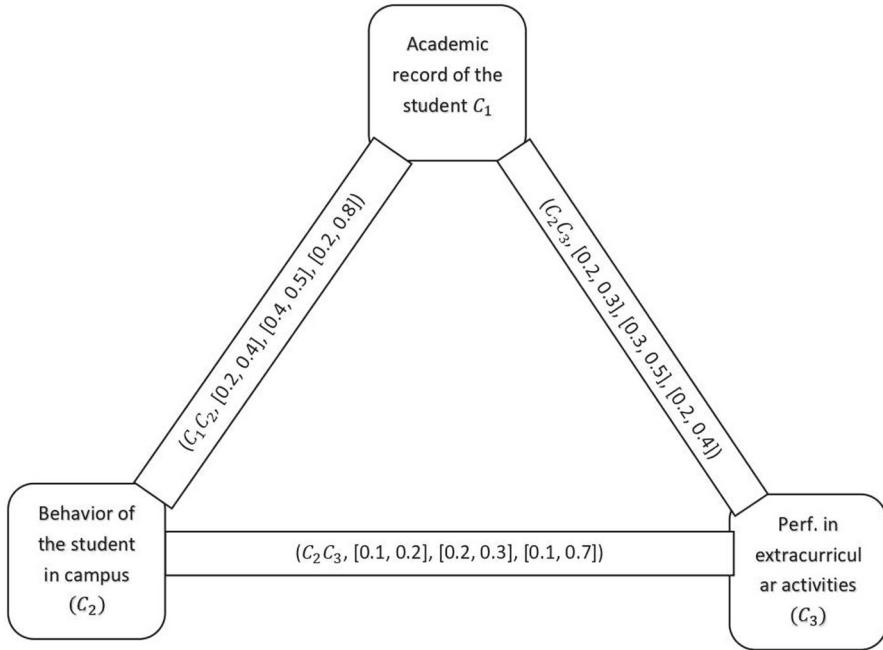 Academic
record of the
student C₁
(C₁C₂, [0.2, 0.4], [0.4, 0.5], [0.2, 0.8])
(C₂C₃, [0.2, 0.3], [0.3, 0.5], [0.2, 0.4])
Behavior of
the student
in campus
(C₂)
(C₂C₃, [0.1, 0.2], [0.2, 0.3], [0.1, 0.7])
Perf. in
extracurricul
ar activities
(C₃)